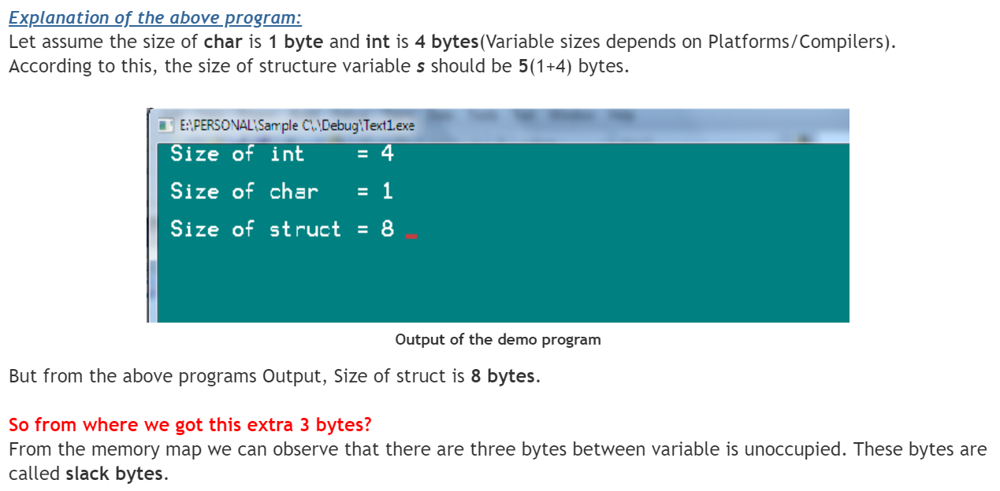 Explanation of the above program:
Let assume the size of char is 1 byte and int is 4 bytes(Variable sizes depends on Platforms/Compilers).
According to this, the size of structure variable s should be 5(1+4) bytes.
E:\PERSONAL\Sample C\.\Debug\Text1.exe
Size of int = 4
Size of char = 1
Size of struct = 8
Output of the demo program
But from the above programs Output, Size of struct is 8 bytes.
So from where we got this extra 3 bytes?
From the memory map we can observe that there are three bytes between variable is unoccupied. These bytes are
called slack bytes.